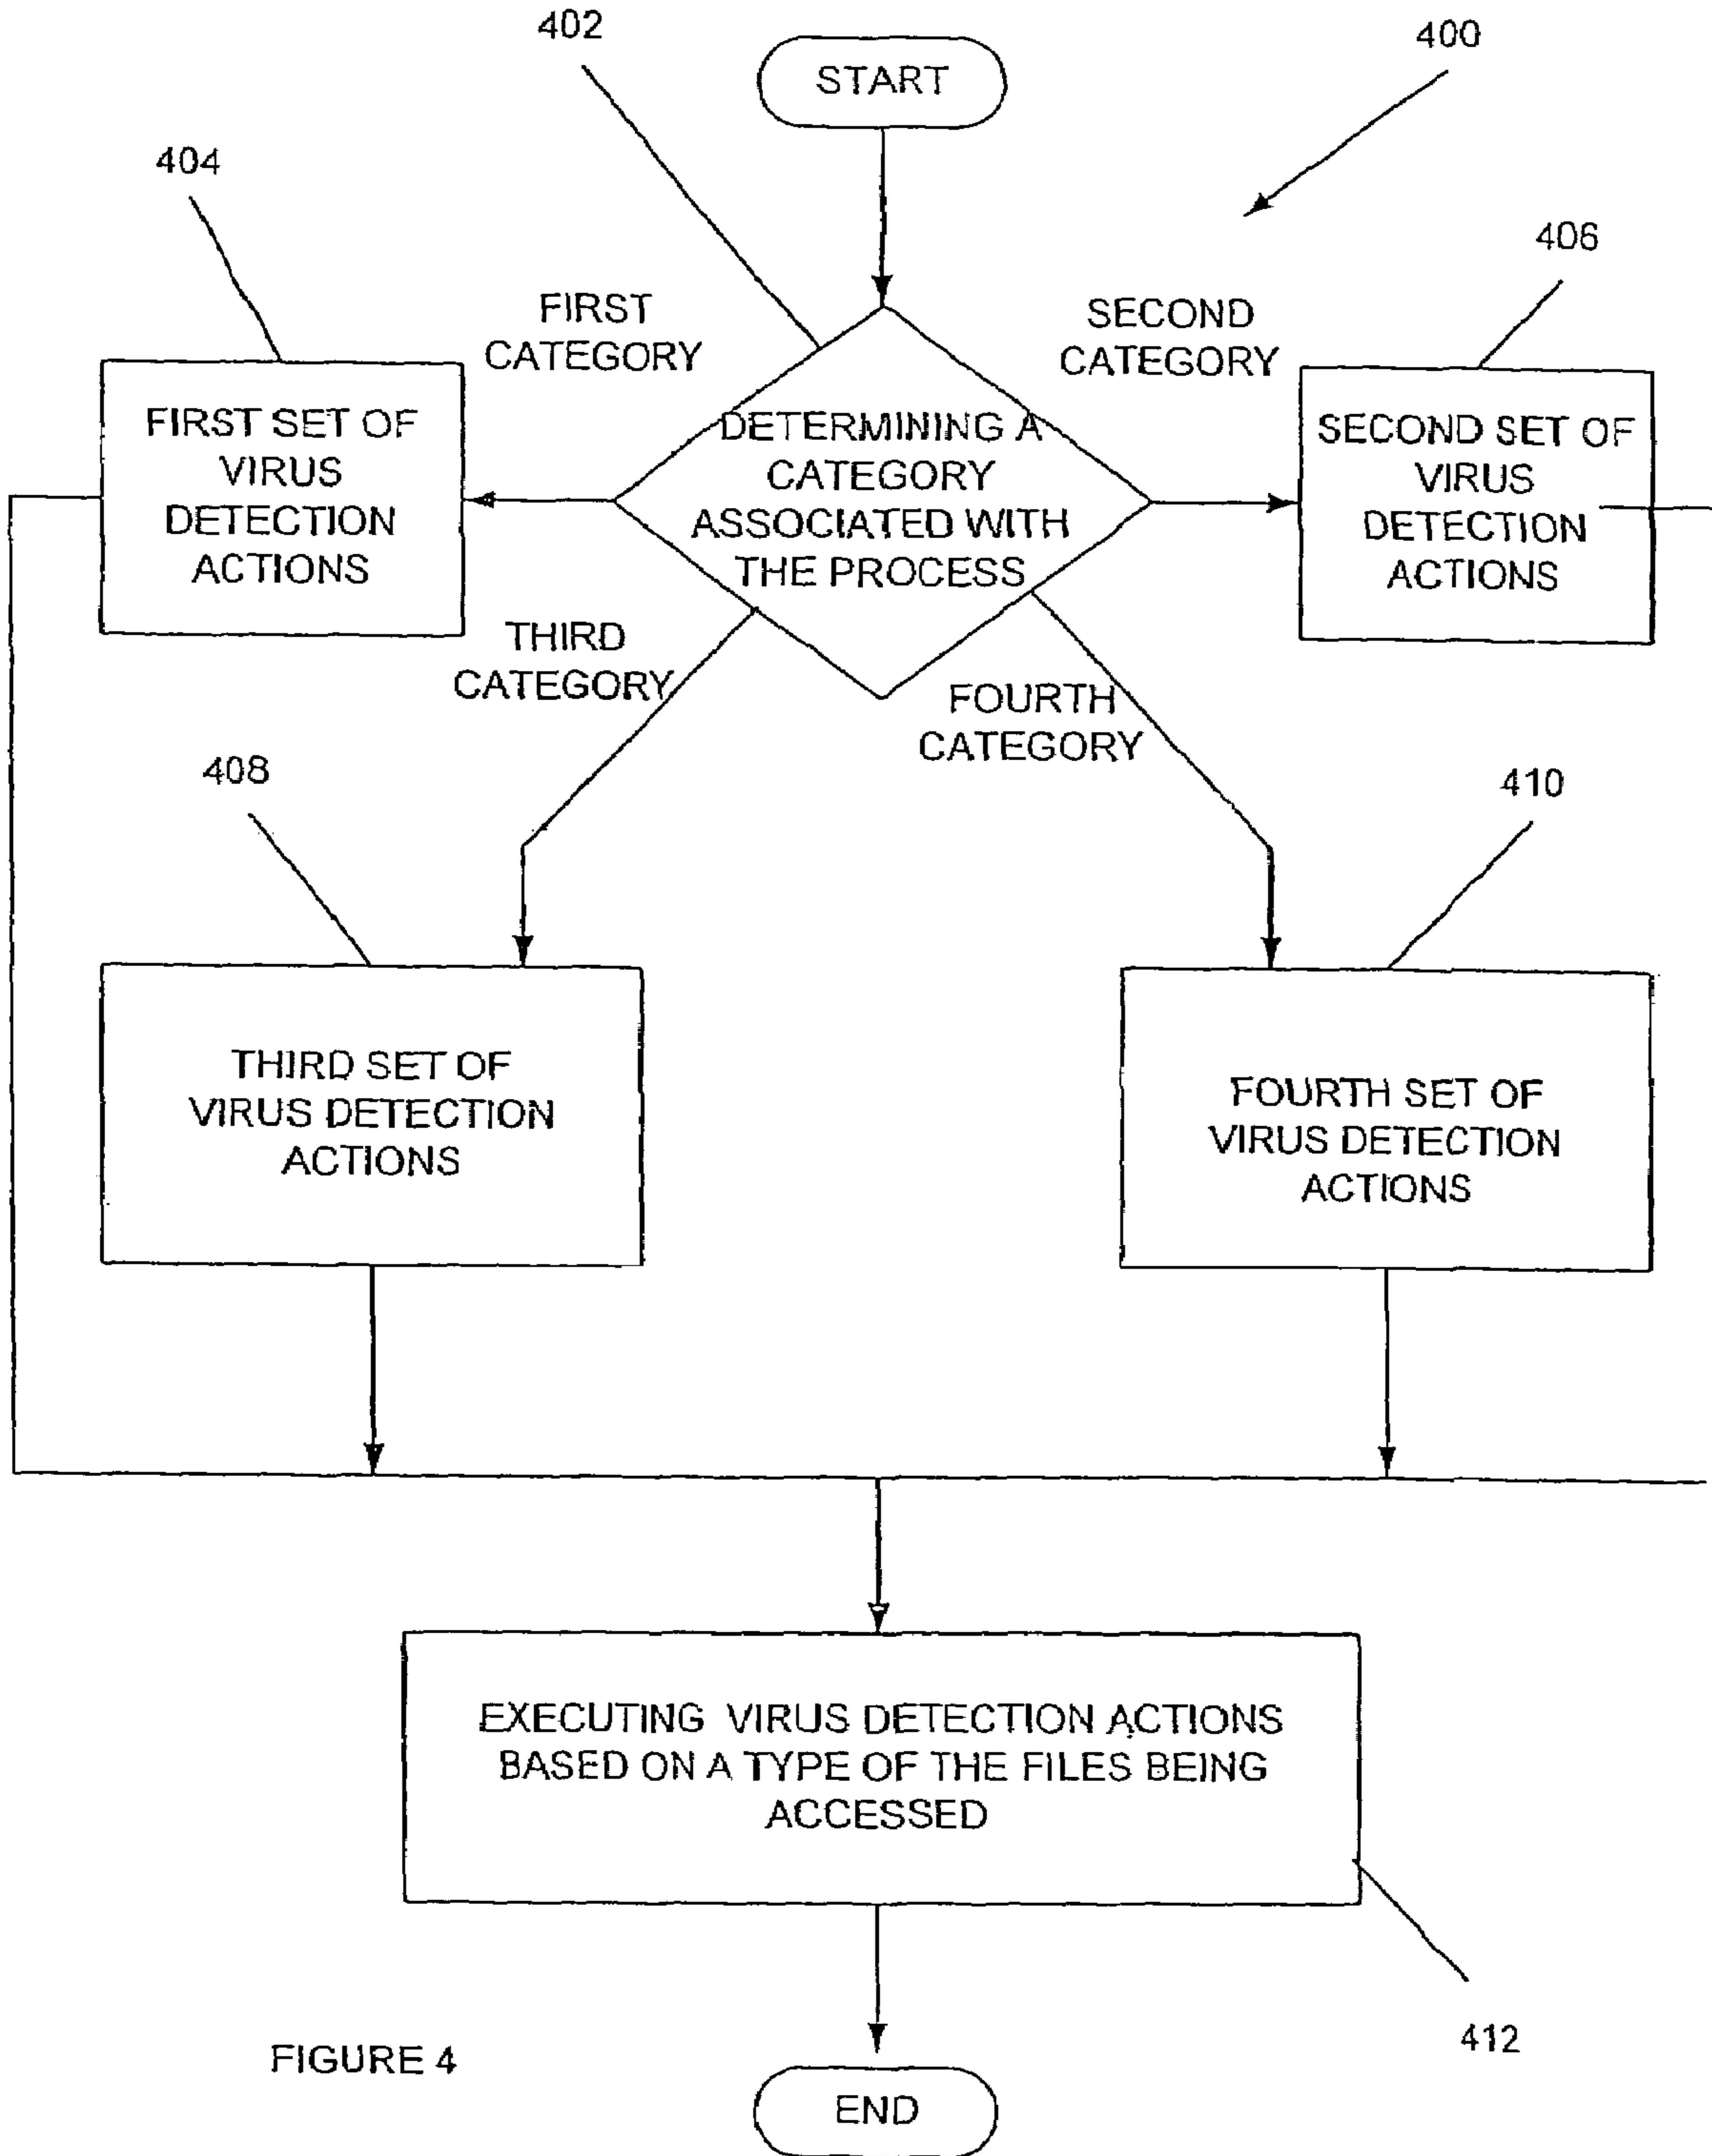 402
400
START
404
406
FIRST
CATEGORY
SECOND
CATEGORY
FIRST SET OF
VIRUS
DETECTION
ACTIONS
DETERMINING A
CATEGORY
ASSOCIATED WITH
THE PROCESS
SECOND SET OF
VIRUS
DETECTION
ACTIONS
THIRD
CATEGORY
FOURTH
CATEGORY
408
410
THIRD SET OF
VIRUS DETECTION
ACTIONS
FOURTH SET OF
VIRUS DETECTION
ACTIONS
EXECUTING VIRUS DETECTION ACTIONS
BASED ON A TYPE OF THE FILES BEING
ACCESSED
412
FIGURE 4
END